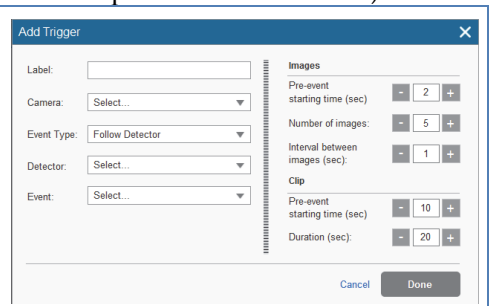 Add Trigger
Label:
Camera: Select...
Event Type: Follow Detector
Detector: Select...
Event: Select...
Images
Pre-event
starting time (sec) - 2 +
Number of images: - 5 +
Interval between
images (sec): - 1 +
Clip
Pre-event
starting time (sec) - 10 +
Duration (sec): - 20 +
Cancel Done